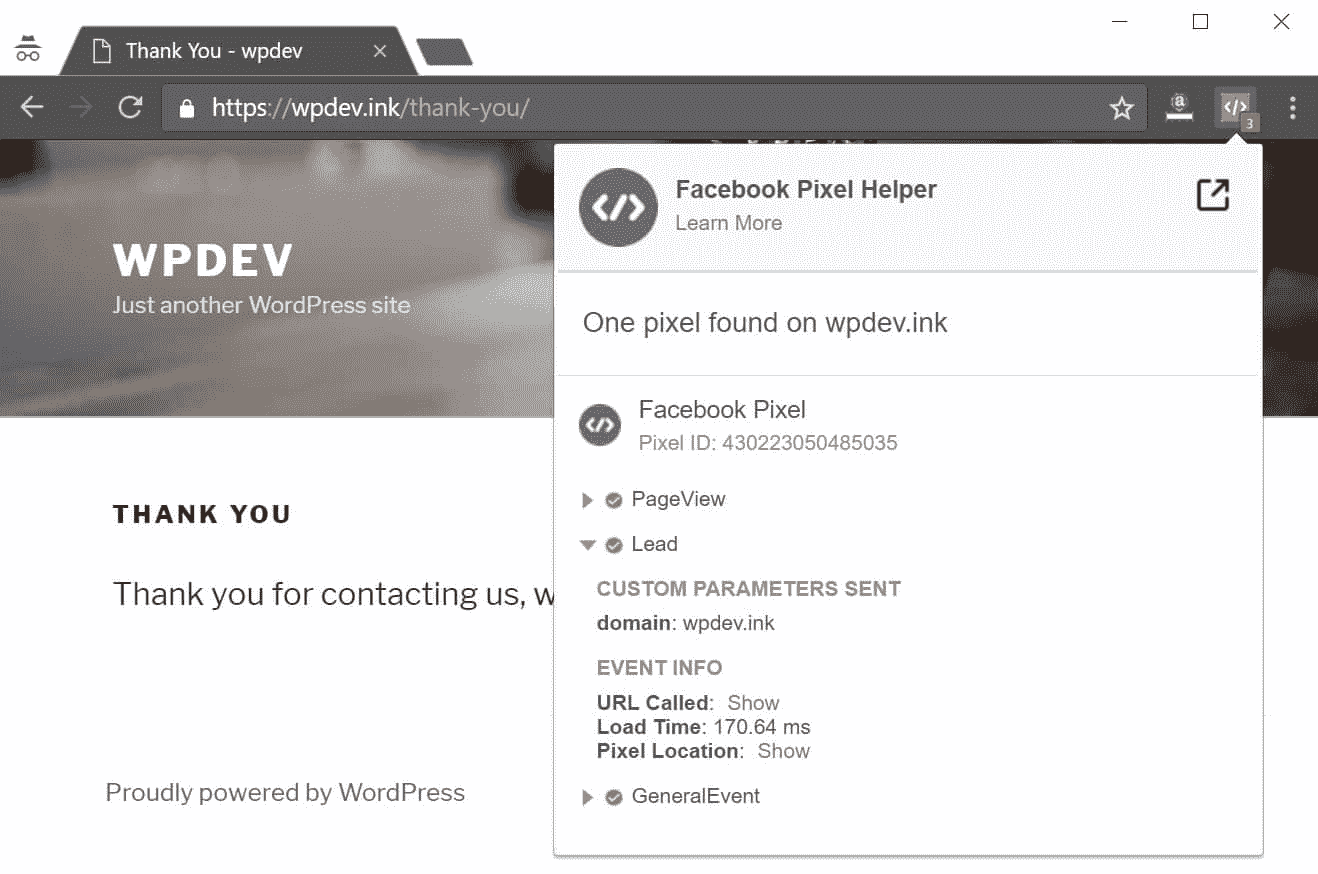 Thank You - wpdev
https://wpdev.ink/thank-you/
a
</>
3
</>
Facebook Pixel Helper
Learn More
WPDEV
Just another WordPress site
One pixel found on wpdev.ink
</>
Facebook Pixel
Pixel ID: 430223050485035
PageView
THANK YOU
Lead
Thank you for contacting us, w
CUSTOM PARAMETERS SENT
domain: wpdev.ink
EVENT INFO
URL Called: Show
Load Time: 170.64 ms
Pixel Location: Show
Proudly powered by WordPress
GeneralEvent